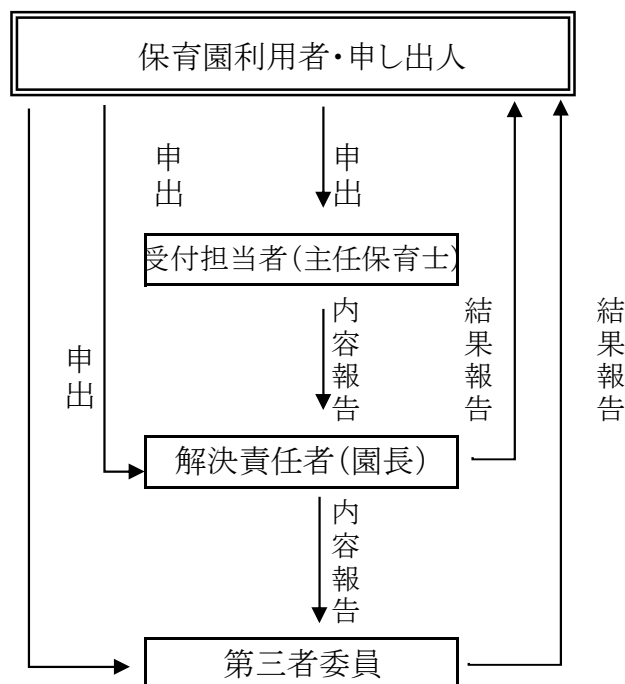 保育園利用者・申し出人
申出
申出
受付担当者(主任保育士)
内容報告
結果報告
結果報告
申出
解決責任者(園長)
内容報告
第三者委員